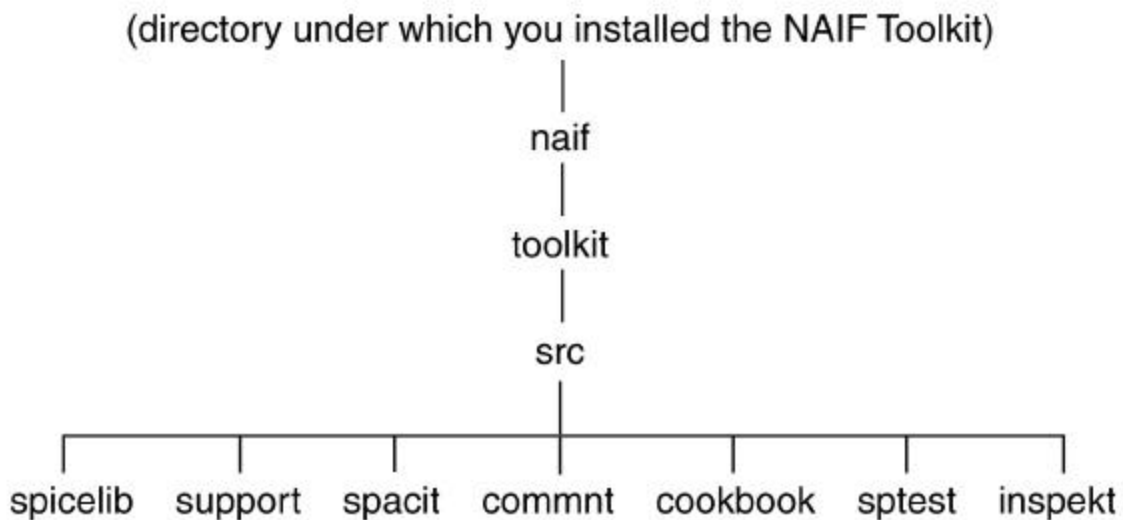 (directory under which you installed the NAIF Toolkit)
naif
toolkit
src
spicelib support spacit commnt cookbook sptest inspekt